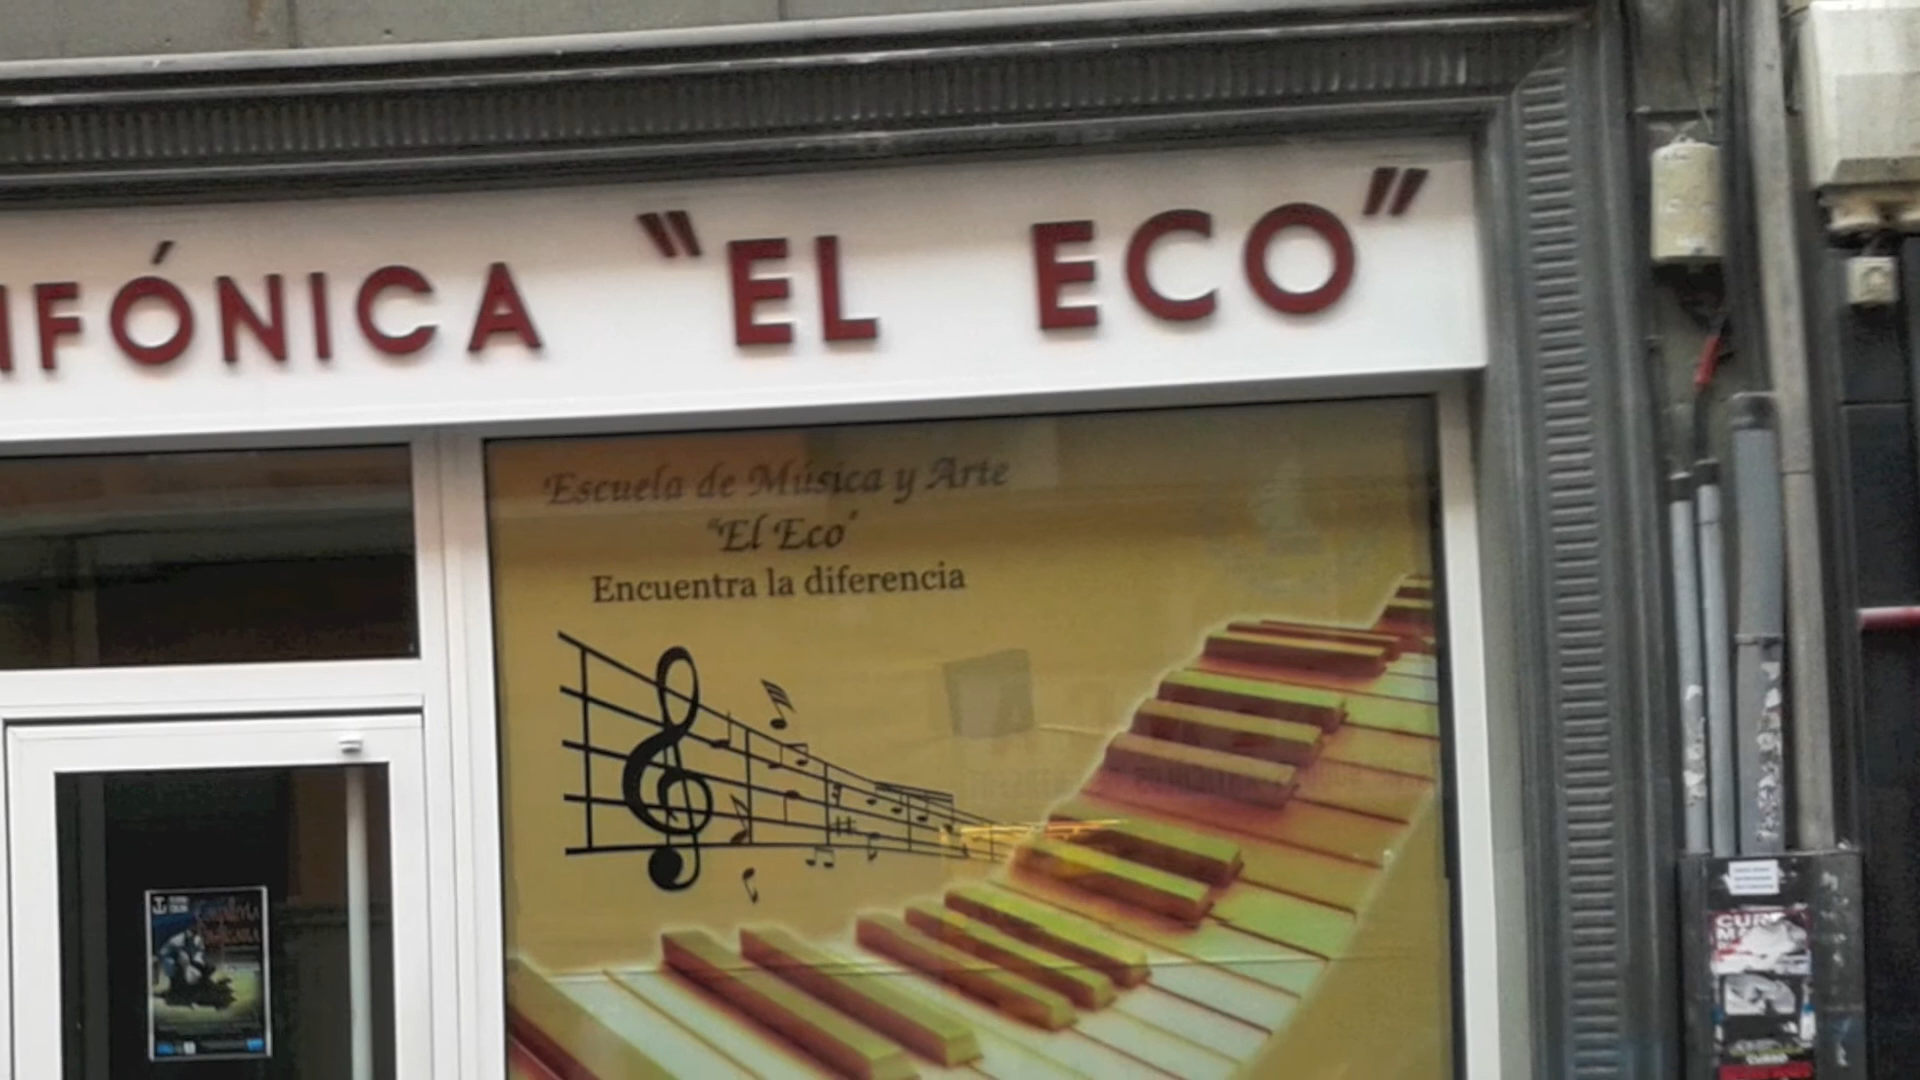 IFÓNICA "EL ECO"
Escuela de Música y Arte
"El Eco"
Encuentra la diferencia